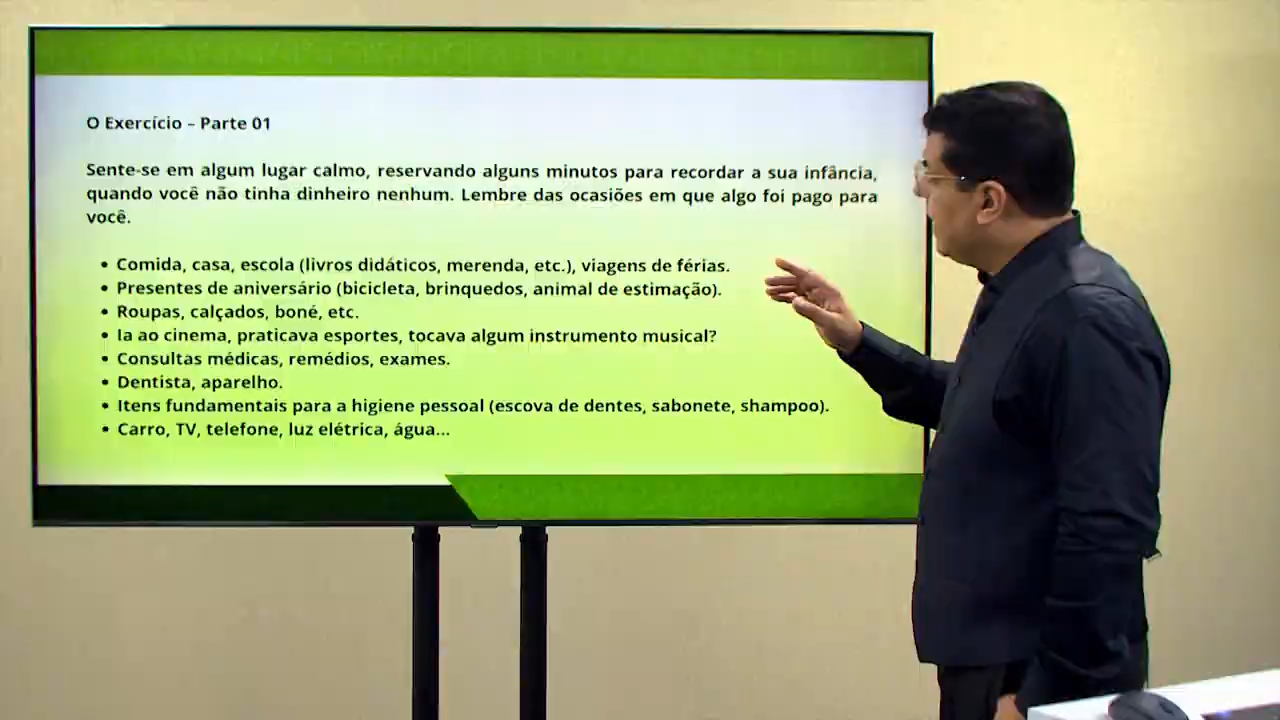 O Exercício – Parte 01
Sente-se em algum lugar calmo, reservando alguns minutos para recordar a sua infância,
quando você não tinha dinheiro nenhum. Lembre das ocasiões em que algo foi pago para
você.
• Comida, casa, escola (livros didáticos, merenda, etc.), viagens de férias.
• Presentes de aniversário (bicicleta, brinquedos, animal de estimação).
• Roupas, calçados, boné, etc.
• Ia ao cinema, praticava esportes, tocava algum instrumento musical?
• Consultas médicas, remédios, exames.
• Dentista, aparelho.
• Itens fundamentais para a higiene pessoal (escova de dentes, sabonete, shampoo).
• Carro, TV, telefone, luz elétrica, água...